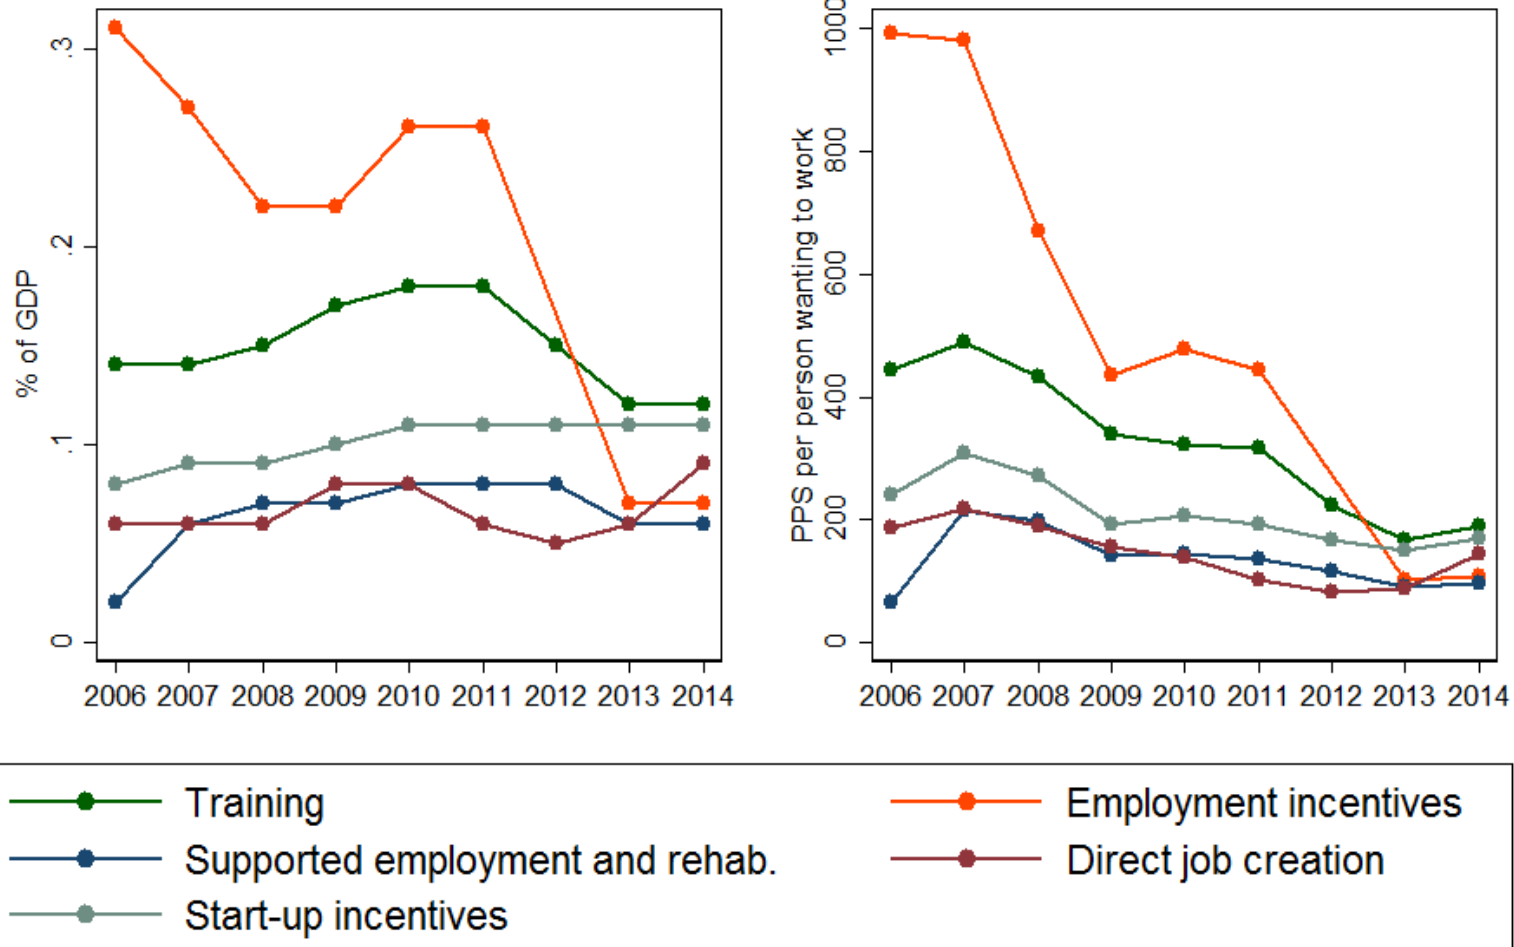 % of GDP
.3
.2
.1
0
2006 2007 2008 2009 2010 2011 2012 2013 2014
PPS per person wanting to work
1000
800
600
400
200
0
2006 2007 2008 2009 2010 2011 2012 2013 2014
Training
Employment incentives
Supported employment and rehab.
Direct job creation
Start-up incentives